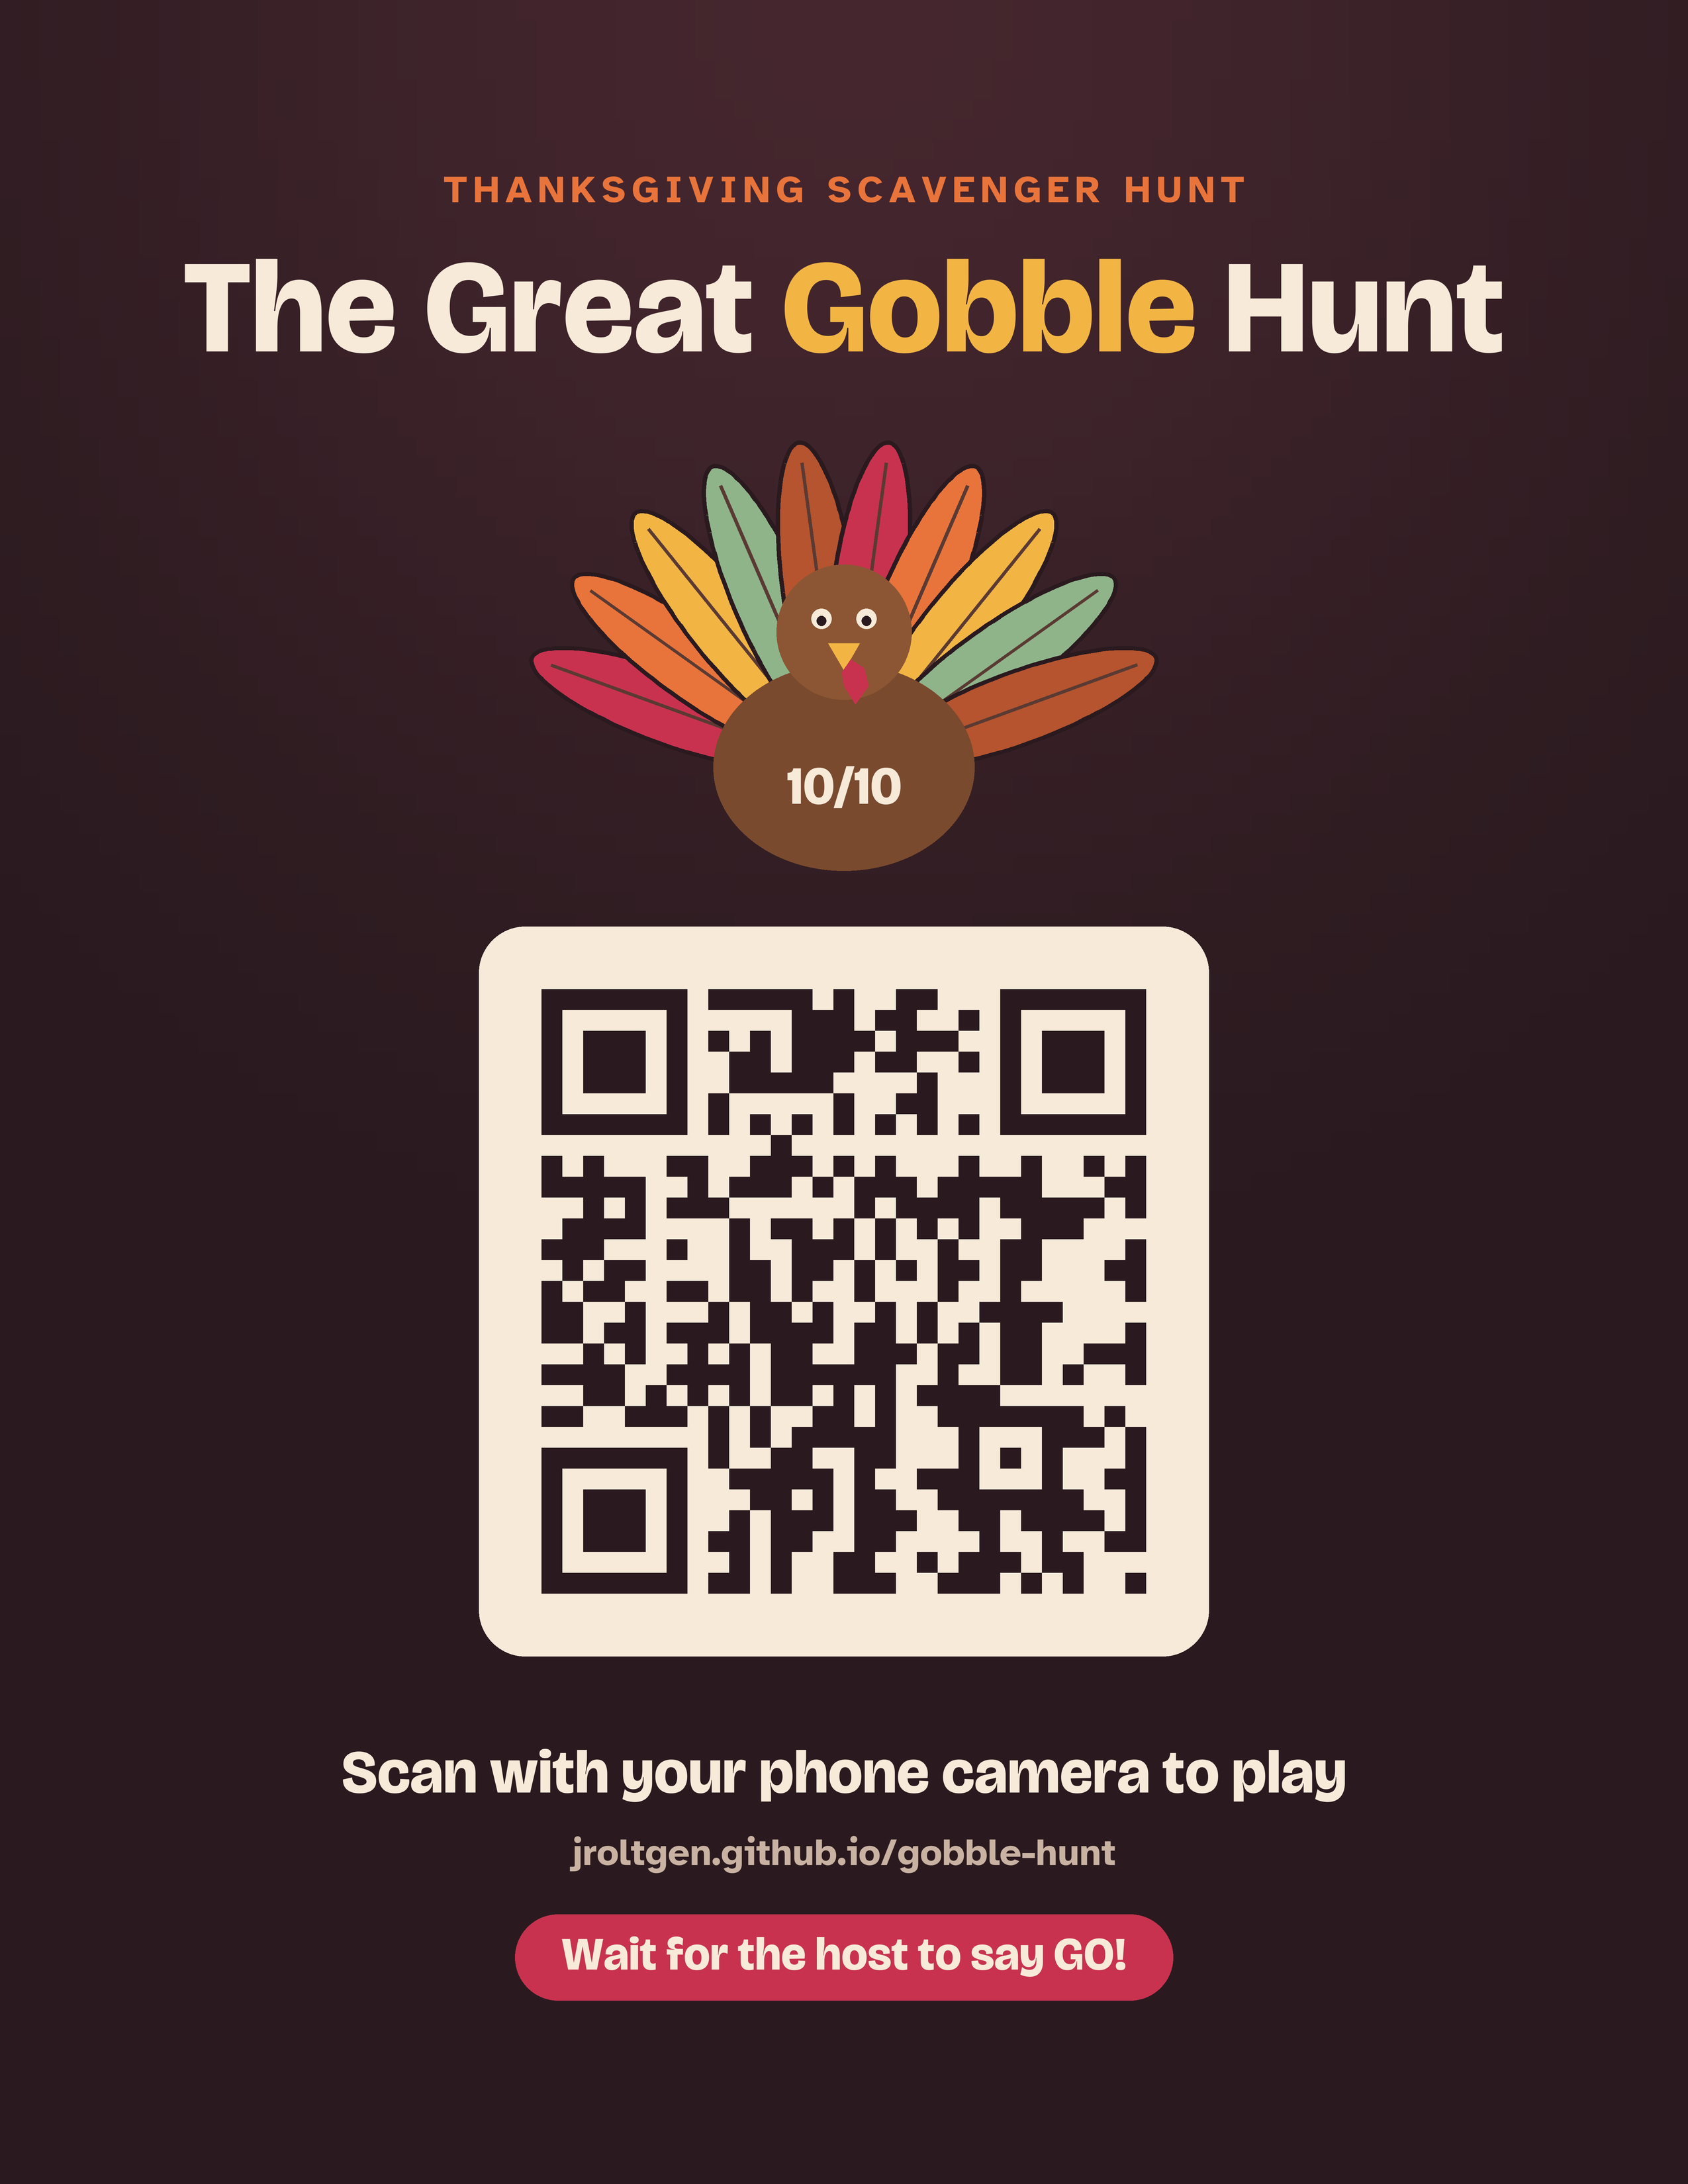 THANKSGIVING SCAVENGER HUNT
The Great Gobble Hunt
10/10
Scan with your phone camera to play
jroltgen.github.io/gobble-hunt
Wait for the host to say GO!